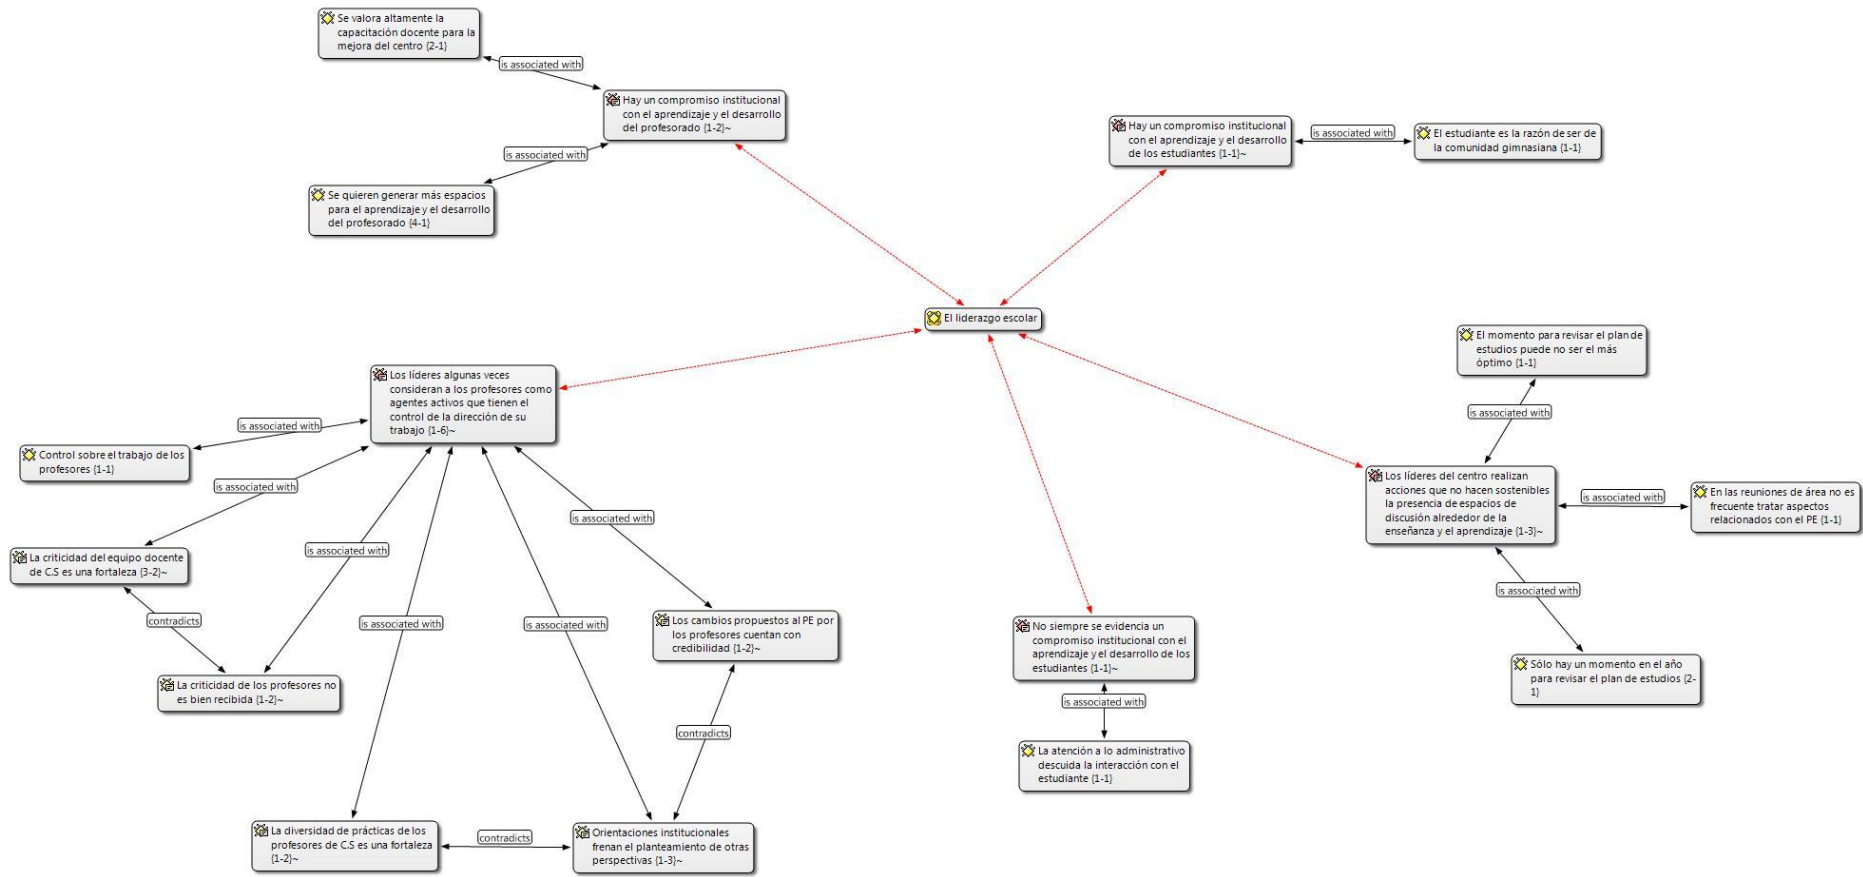 Se valora altamente la
capacitación docente para la
mejora del centro {2-1}
is associated with
Hay un compromiso institucional
con el aprendizaje y el desarrollo
del profesorado {1-2}~
is associated with
Se quieren generar más espacios
para el aprendizaje y el desarrollo
del profesorado {4-1}
Hay un compromiso institucional
con el aprendizaje y el desarrollo
de los estudiantes {1-1}~
is associated with
El estudiante es la razón de ser de
la comunidad gimnasiana {1-1}
El liderazgo escolar
Los líderes algunas veces
consideran a los profesores como
agentes activos que tienen el
control de la dirección de su
trabajo {1-6}~
is associated with
Control sobre el trabajo de los
profesores {1-1}
is associated with
is associated with
is associated with
is associated with
is associated with
La criticidad del equipo docente
de C.S es una fortaleza {3-2}~
contradicts
La criticidad de los profesores no
es bien recibida {1-2}~
Los cambios propuestos al PE por
los profesores cuentan con
credibilidad {1-2}~
contradicts
La diversidad de prácticas de los
profesores de C.S es una fortaleza
{1-2}~
contradicts
Orientaciones institucionales
frenan el planteamiento de otras
perspectivas {1-3}~
El momento para revisar el plan de
estudios puede no ser el más
óptimo {1-1}
is associated with
Los líderes del centro realizan
acciones que no hacen sostenibles
la presencia de espacios de
discusión alrededor de la
enseñanza y el aprendizaje {1-3}~
is associated with
En las reuniones de área no es
frecuente tratar aspectos
relacionados con el PE {1-1}
is associated with
Sólo hay un momento en el año
para revisar el plan de estudios {2-
1}
No siempre se evidencia un
compromiso institucional con el
aprendizaje y el desarrollo de los
estudiantes {1-1}~
is associated with
La atención a lo administrativo
descuida la interacción con el
estudiante {1-1}